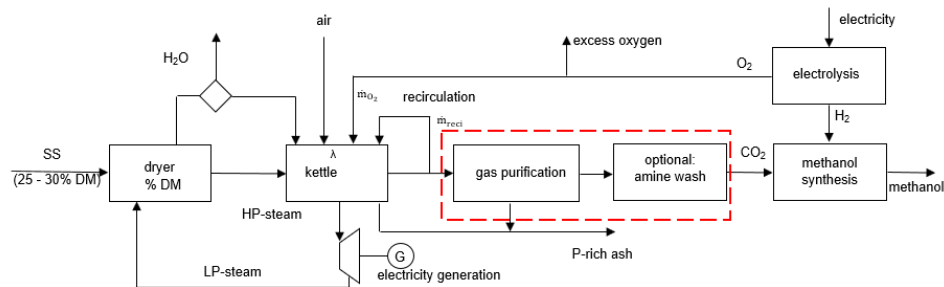 electricity
air
excess oxygen
H2O
O2
electrolysis
ṁO2
recirculation
ṁreci
H2
SS
(25 - 30% DM)
dryer
% DM
λ
kettle
gas purification
optional:
amine wash
CO2
methanol
synthesis
methanol
HP-steam
P-rich ash
G
LP-steam
electricity generation